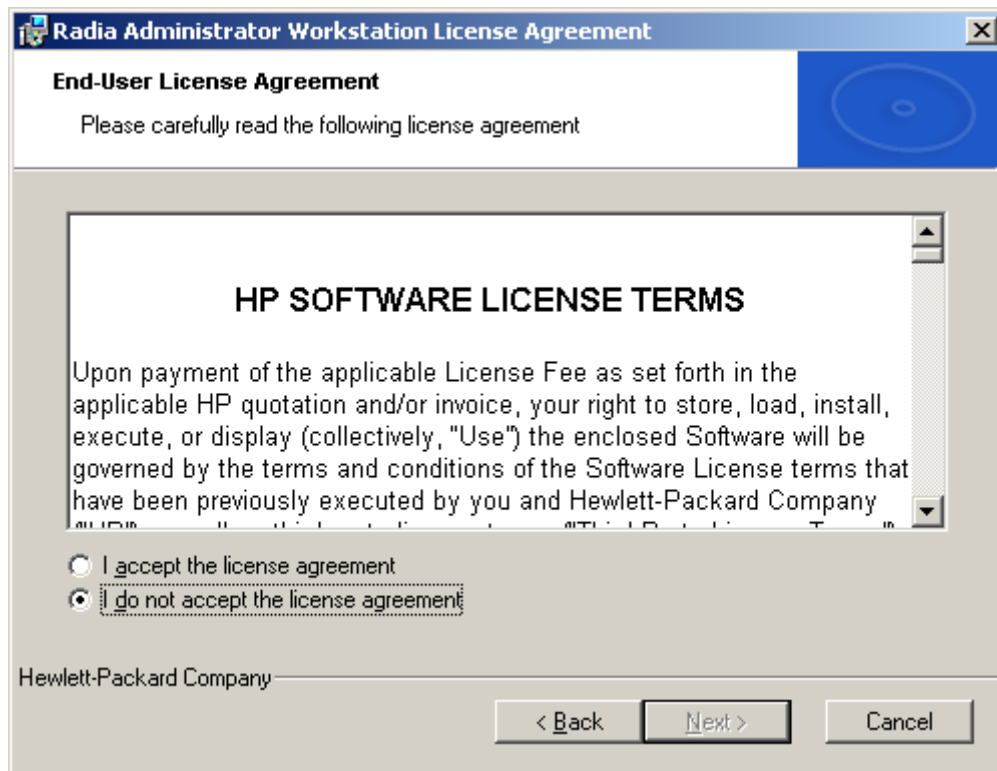 Radia Administrator Workstation License Agreement
End-User License Agreement
Please carefully read the following license agreement
HP SOFTWARE LICENSE TERMS
Upon payment of the applicable License Fee as set forth in the
applicable HP quotation and/or invoice, your right to store, load, install,
execute, or display (collectively, "Use") the enclosed Software will be
governed by the terms and conditions of the Software License terms that
have been previously executed by you and Hewlett-Packard Company
I accept the license agreement
I do not accept the license agreement
Hewlett-Packard Company
< Back Next > Cancel